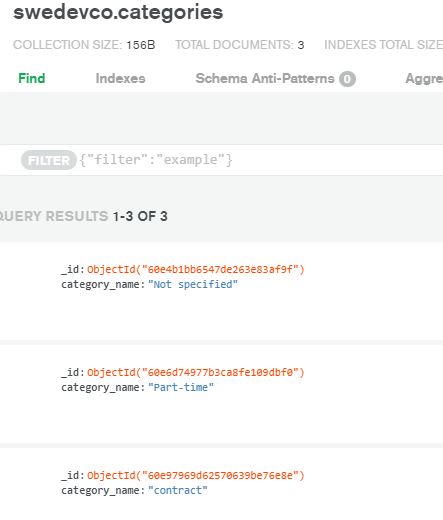 swedevco.categories
COLLECTION SIZE: 156B TOTAL DOCUMENTS: 3 INDEXES TOTAL SIZE
Find Indexes Schema Anti-Patterns 0 Aggre
FILTER {"filter":"example"}
QUERY RESULTS 1-3 OF 3
_id: ObjectId("60e4b1bb6547de263e83af9f")
category_name: "Not specified"
_id: ObjectId("60e6d74977b3ca8fe109dbf0")
category_name: "Part-time"
_id: ObjectId("60e97969d62570639be76e8e")
category_name: "contract"